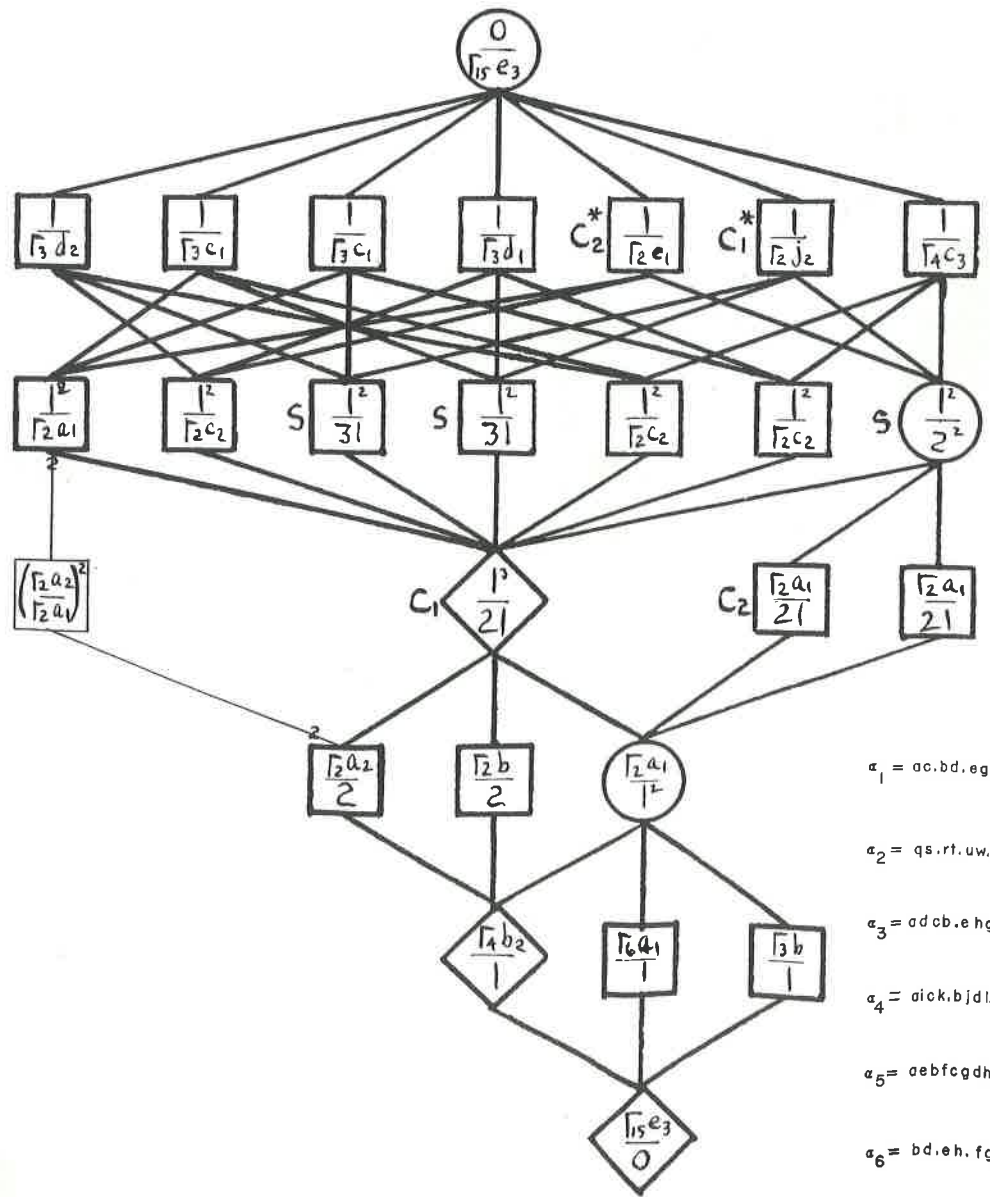 0
Γ15 e3
1 1 1 1 C2* 1 C1* 1 1
Γ3 d2 Γ3 c1 Γ3 c1 Γ3 d1 Γ2 e1 Γ2 j2 Γ4 c3
1² 1² S 1² S 1² 1² 1² S 1²
Γ2 a1 Γ2 c2 31 31 Γ2 c2 Γ2 c2 2²
2
(Γ2 a2 / Γ2 a1)² C1 1³ / 21 C2 Γ2 a1 / 21 Γ2 a1 / 21
2
Γ2 a2 / 2 Γ2 b / 2 Γ2 a1 / 1²
α1 = ac.bd.eg
α2 = qs.rt.uw.
Γ4 b2 / 1 Γ6 a1 / 1 Γ3 b / 1
α3 = adcb.ehg
α4 = aick.bjdl
α5 = aebfcgdh
Γ15 e3 / 0
α6 = bd.eh.fg